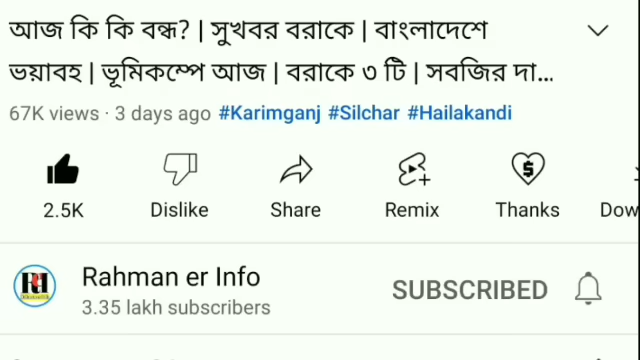 আজ কি কি বন্ধ? | সুখবর বরাকে | বাংলাদেশে
ভয়াবহ | ভূমিকম্পে আজ | বরাকে ৩ টি | সবজির দা...
67K views · 3 days ago #Karimganj #Silchar #Hailakandi
2.5K Dislike Share Remix Thanks Dow
Rahman er Info
3.35 lakh subscribers
SUBSCRIBED